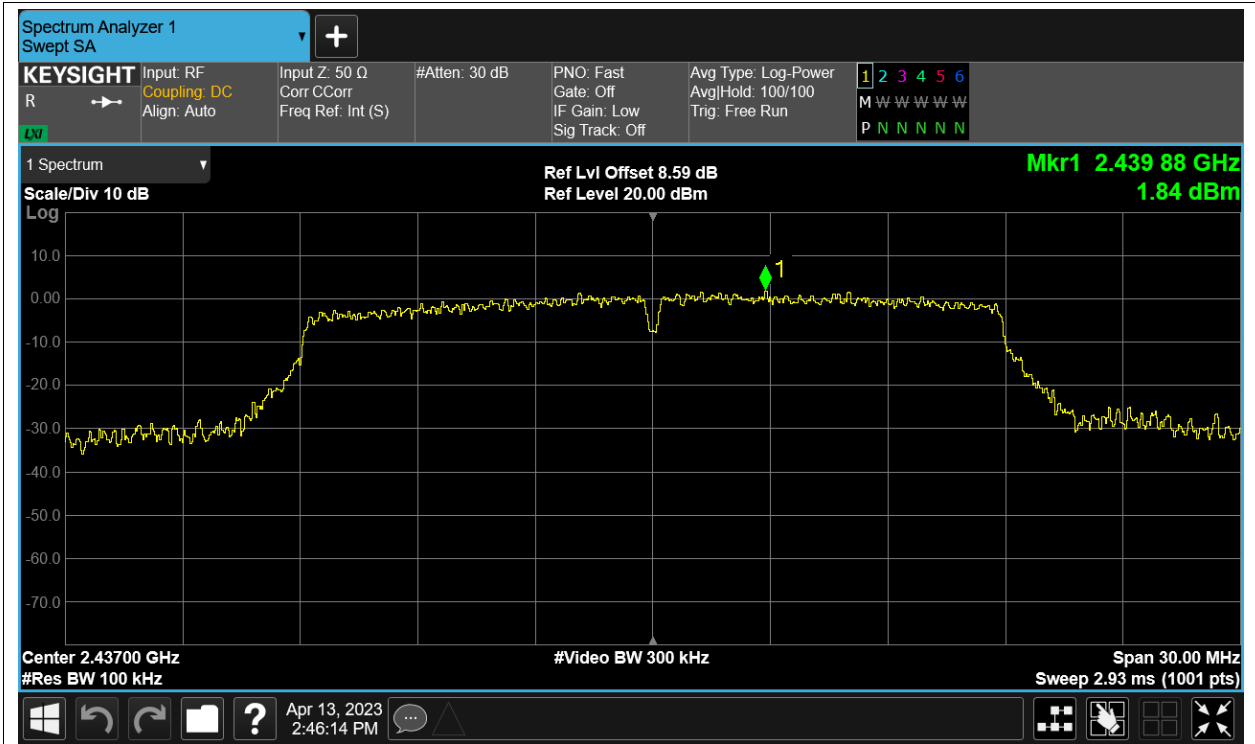 Spectrum Analyzer 1
Swept SA
KEYSIGHT
R
LXI
Input: RF
Coupling: DC
Align: Auto
Input Z: 50 Ω
Corr CCorr
Freq Ref: Int (S)
#Atten: 30 dB
PNO: Fast
Gate: Off
IF Gain: Low
Sig Track: Off
Avg Type: Log-Power
Avg|Hold: 100/100
Trig: Free Run
1 2 3 4 5 6
M W W W W W
P N N N N N
1 Spectrum
Scale/Div 10 dB
Log
Ref Lvl Offset 8.59 dB
Ref Level 20.00 dBm
Mkr1 2.439 88 GHz
1.84 dBm
1
10.0
0.00
-10.0
-20.0
-30.0
-40.0
-50.0
-60.0
-70.0
Center 2.43700 GHz
#Res BW 100 kHz
#Video BW 300 kHz
Span 30.00 MHz
Sweep 2.93 ms (1001 pts)
?
Apr 13, 2023
2:46:14 PM